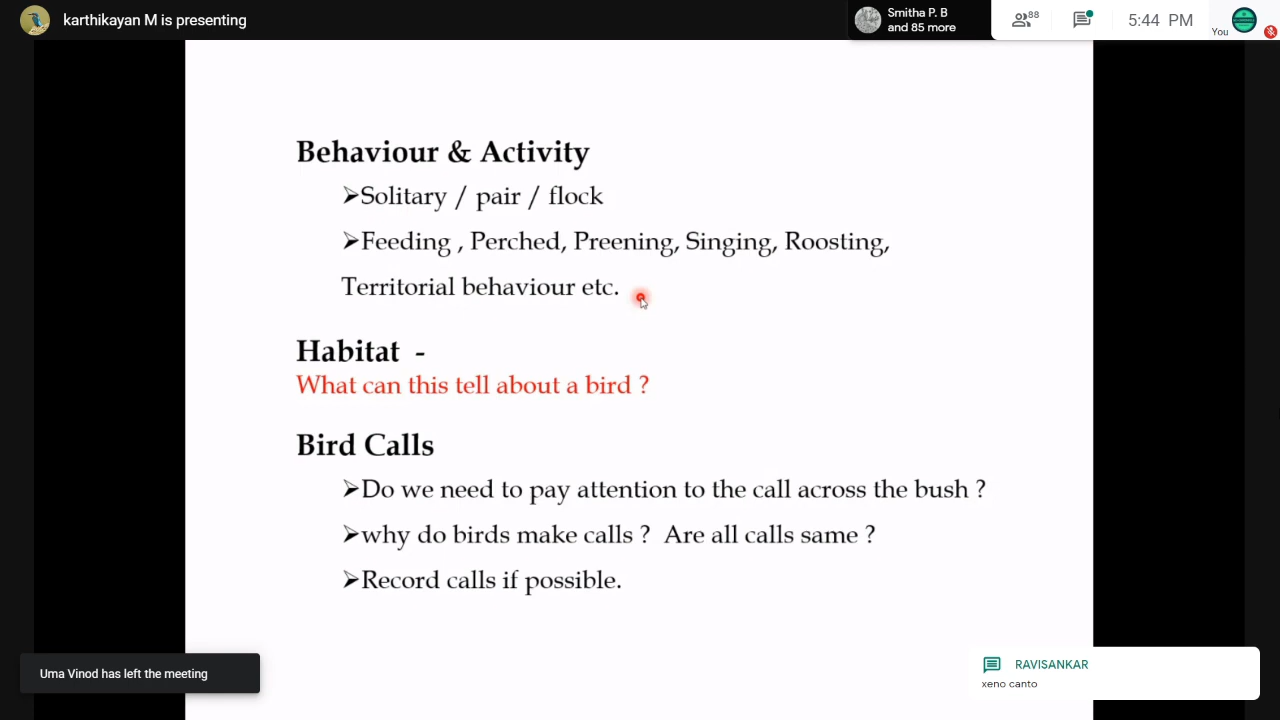 karthikayan M is presenting
Smitha P. B
and 85 more
88
5:44 PM
You
Behaviour & Activity
➢Solitary / pair / flock
➢Feeding , Perched, Preening, Singing, Roosting,
Territorial behaviour etc.
Habitat -
What can this tell about a bird ?
Bird Calls
➢Do we need to pay attention to the call across the bush ?
➢why do birds make calls ? Are all calls same ?
➢Record calls if possible.
Uma Vinod has left the meeting
RAVISANKAR
xeno canto